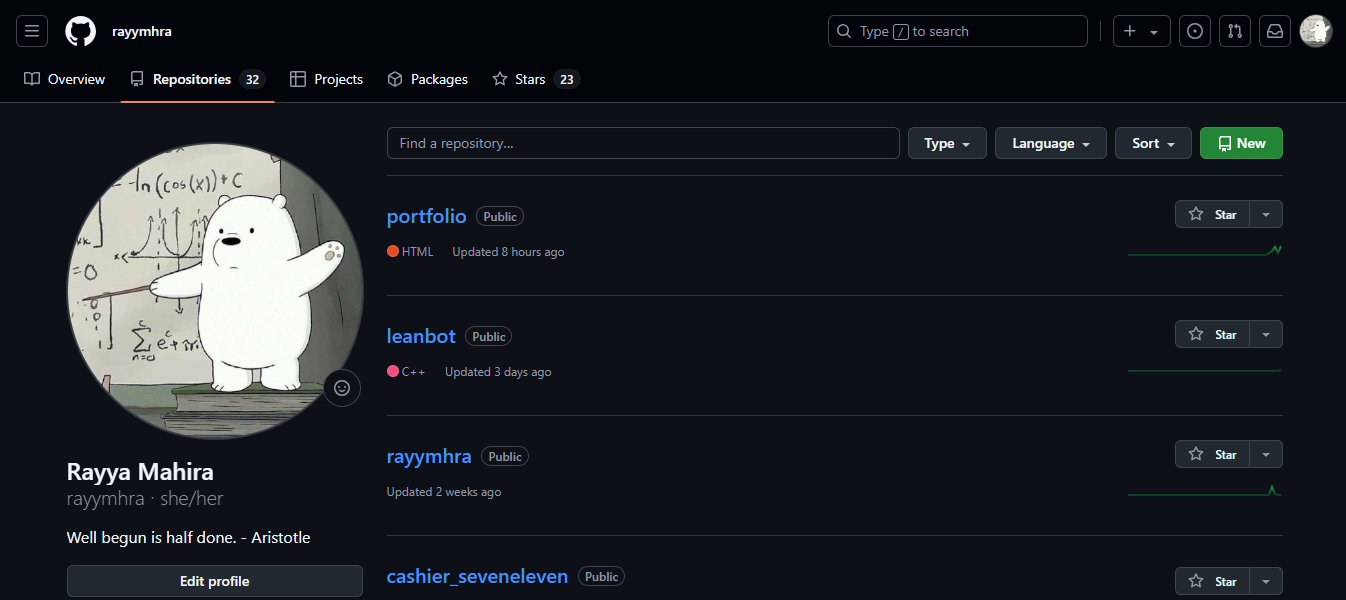 rayymhra
Type / to search
Overview
Repositories 32
Projects
Packages
Stars 23
Find a repository...
Type
Language
Sort
New
-ln(cos(x))+C
=0
portfolio Public
Star
HTML Updated 8 hours ago
leanbot Public
Star
C++ Updated 3 days ago
rayymhra Public
Star
Updated 2 weeks ago
cashier_seveneleven Public
Star
Rayya Mahira
rayymhra · she/her
Well begun is half done. - Aristotle
Edit profile